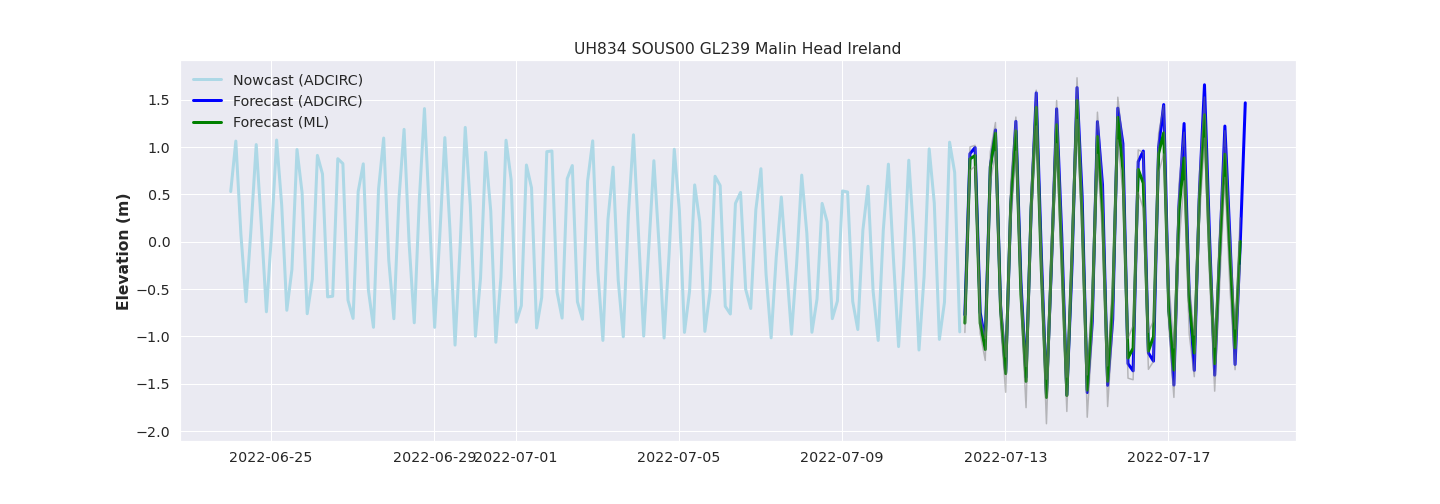 UH834 SOUS00 GL239 Malin Head Ireland
Nowcast (ADCIRC)
Forecast (ADCIRC)
Forecast (ML)
Elevation (m)
1.5
1.0
0.5
0.0
−0.5
−1.0
−1.5
−2.0
2022-06-25 2022-06-29 2022-07-01 2022-07-05 2022-07-09 2022-07-13 2022-07-17